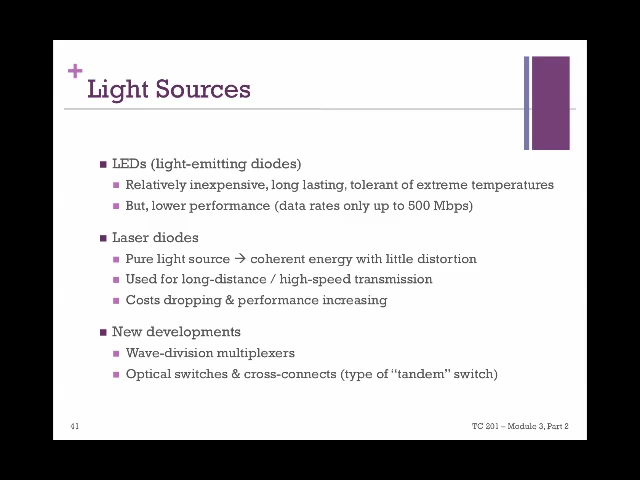 +
Light Sources
LEDs (light-emitting diodes)
Relatively inexpensive, long lasting, tolerant of extreme temperatures
But, lower performance (data rates only up to 500 Mbps)
Laser diodes
Pure light source → coherent energy with little distortion
Used for long-distance / high-speed transmission
Costs dropping & performance increasing
New developments
Wave-division multiplexers
Optical switches & cross-connects (type of “tandem” switch)
41 TC 201 – Module 3, Part 2